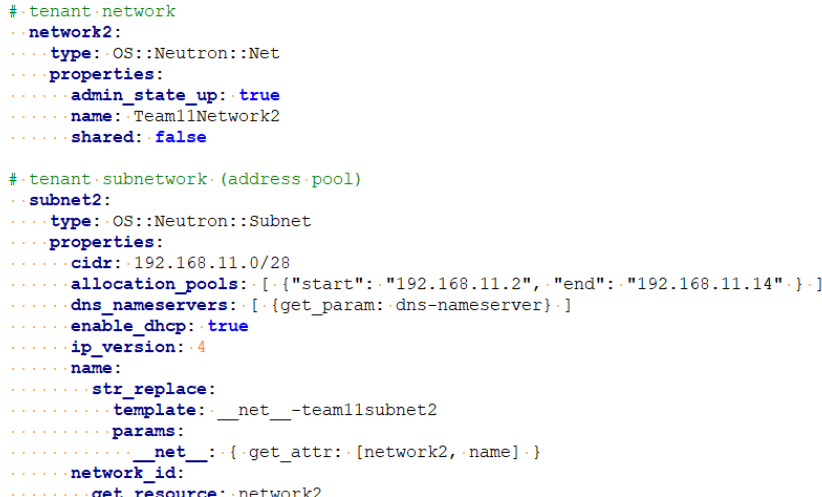 # tenant network
  network2:
    type: OS::Neutron::Net
    properties:
      admin_state_up: true
      name: Team11Network2
      shared: false

# tenant subnetwork (address pool)
  subnet2:
    type: OS::Neutron::Subnet
    properties:
      cidr: 192.168.11.0/28
      allocation_pools: [ {"start": "192.168.11.2", "end": "192.168.11.14" } ]
      dns_nameservers: [ {get_param: dns-nameserver} ]
      enable_dhcp: true
      ip_version: 4
      name:
        str_replace:
          template: __net__-team11subnet2
          params:
            __net__: { get_attr: [network2, name] }
      network_id:
        get_resource: network2